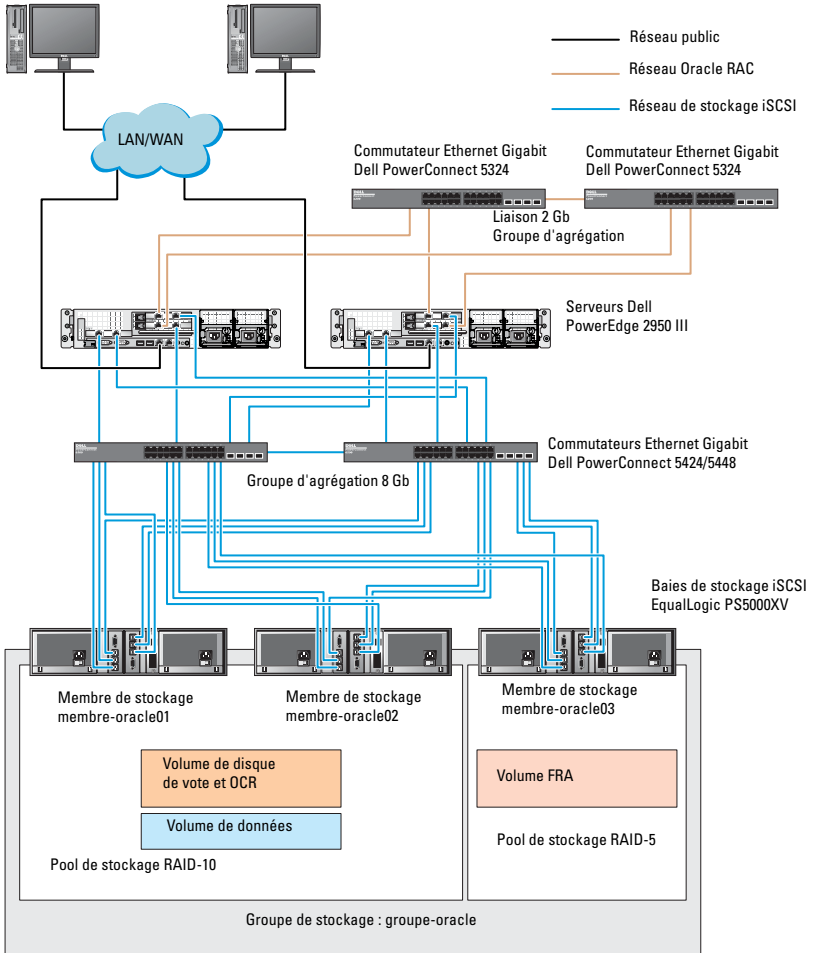 Réseau public
Réseau Oracle RAC
Réseau de stockage iSCSI
LAN/WAN
Commutateur Ethernet Gigabit
Dell PowerConnect 5324
Commutateur Ethernet Gigabit
Dell PowerConnect 5324
Liaison 2 Gb
Groupe d'agrégation
Serveurs Dell
PowerEdge 2950 III
Commutateurs Ethernet Gigabit
Dell PowerConnect 5424/5448
Groupe d'agrégation 8 Gb
Baies de stockage iSCSI
EqualLogic PS5000XV
Membre de stockage
membre-oracle01
Membre de stockage
membre-oracle02
Membre de stockage
membre-oracle03
Volume de disque
de vote et OCR
Volume FRA
Volume de données
Pool de stockage RAID-5
Pool de stockage RAID-10
Groupe de stockage : groupe-oracle